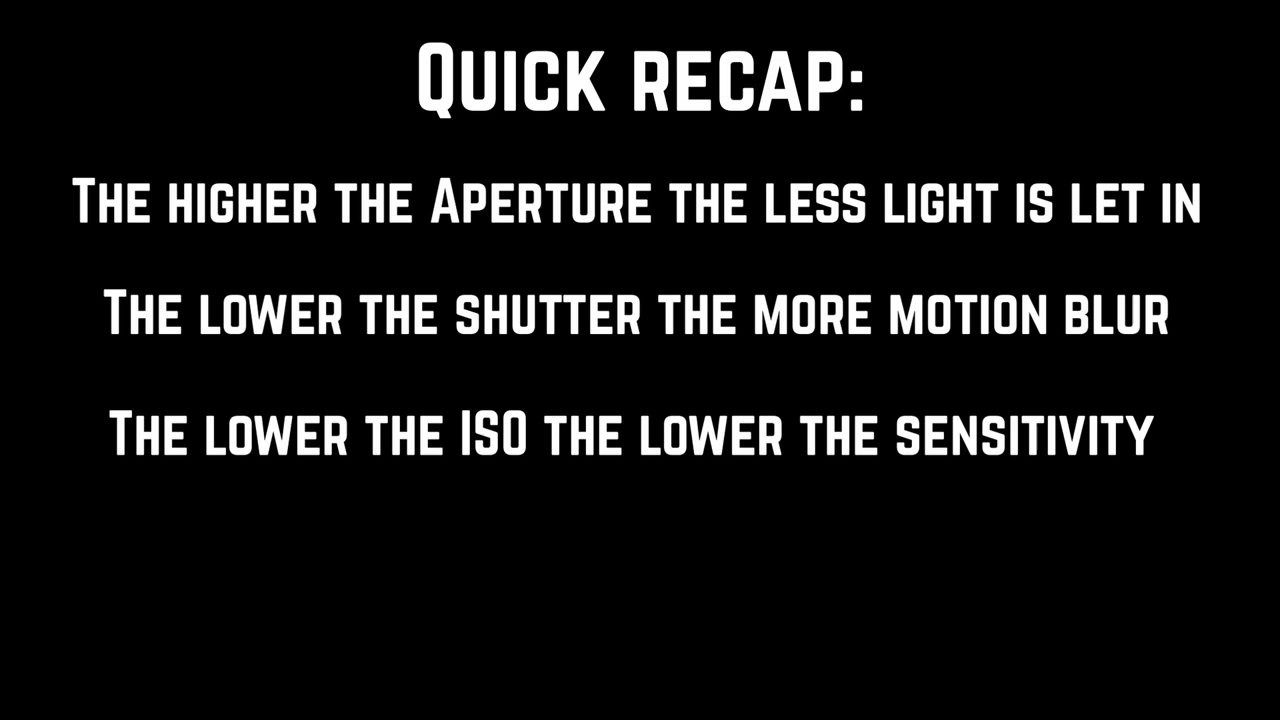 Quick recap:
The higher the Aperture the less light is let in
The lower the shutter the more motion blur
The lower the ISO the lower the sensitivity